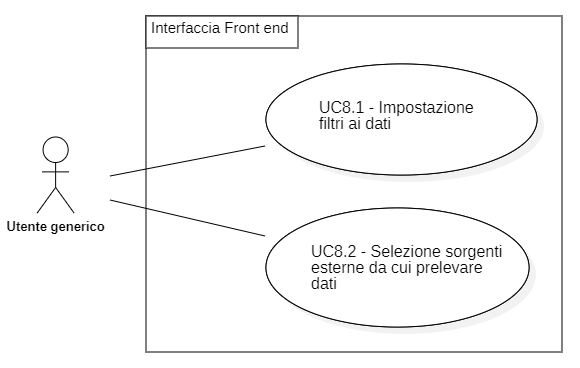 Interfaccia Front end
UC8.1 - Impostazione
filtri ai dati
Utente generico
UC8.2 - Selezione sorgenti
esterne da cui prelevare
dati